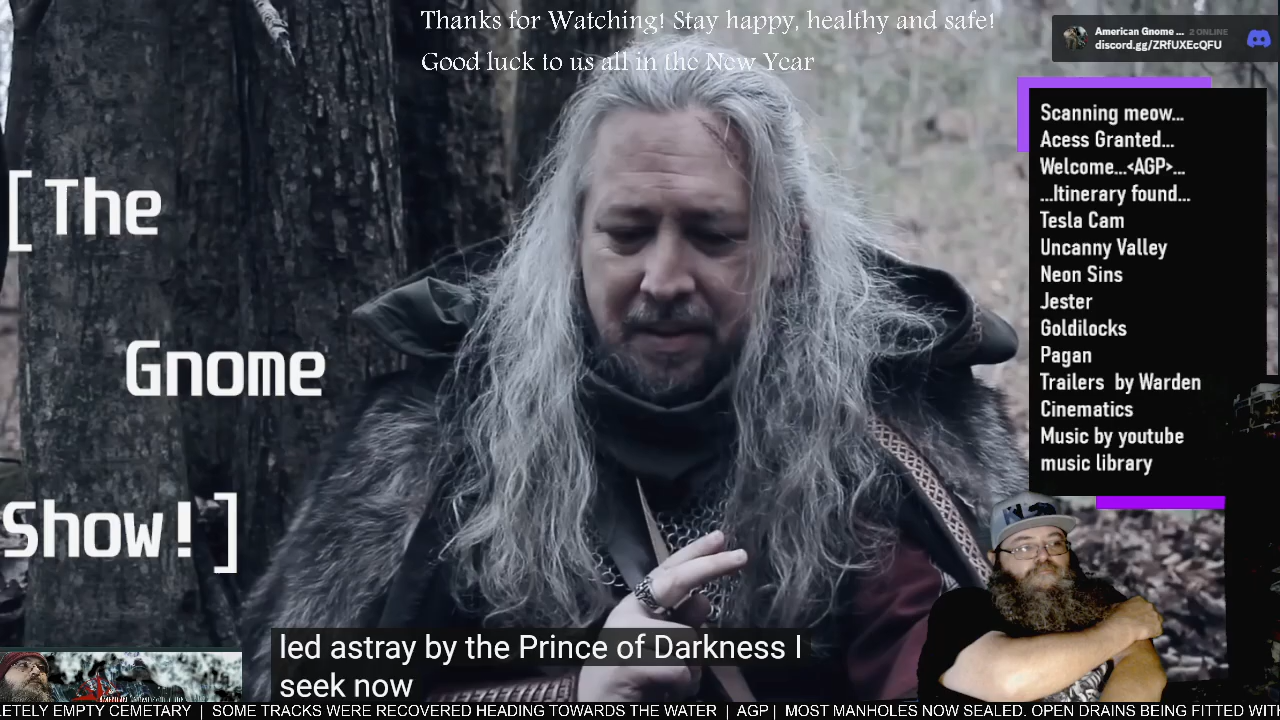 Thanks for Watching! Stay happy, healthy and safe!
Good luck to us all in the New Year
American Gnome ... 2 ONLINE
discord.gg/ZRfUXEcQFU
Scanning meow...
Acess Granted...
Welcome...<AGP>...
...Itinerary found...
Tesla Cam
Uncanny Valley
Neon Sins
Jester
Goldilocks
Pagan
Trailers by Warden
Cinematics
Music by youtube
music library
[ The
Gnome
Show! ]
led astray by the Prince of Darkness I
seek now
ETELY EMPTY CEMETARY | SOME TRACKS WERE RECOVERED HEADING TOWARDS THE WATER | AGP | MOST MANHOLES NOW SEALED. OPEN DRAINS BEING FITTED WIT